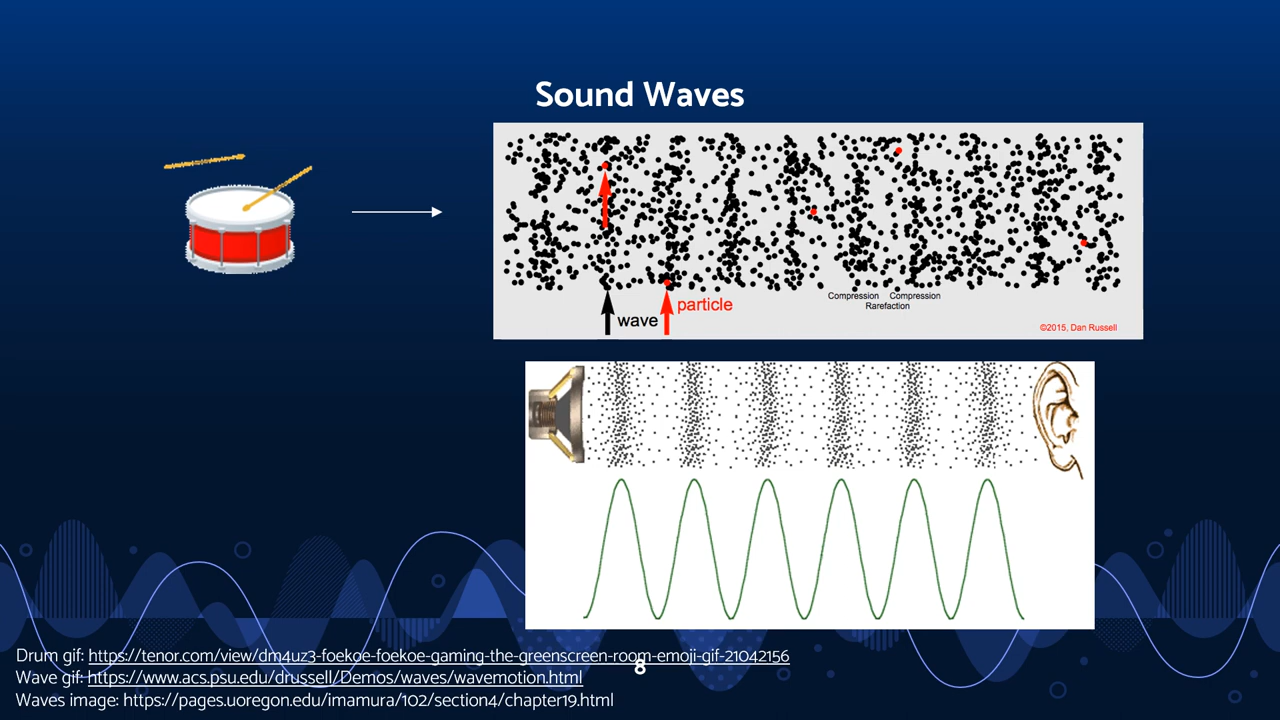 Sound Waves
particle
wave
Compression Compression
Rarefaction
©2015, Dan Russell
Drum gif: https://tenor.com/view/dm4uz3-foekoe-foekoe-gaming-the-greenscreen-room-emoji-gif-21042156
8
Wave gif: https://www.acs.psu.edu/drussell/Demos/waves/wavemotion.html
Waves image: https://pages.uoregon.edu/imamura/102/section4/chapter19.html